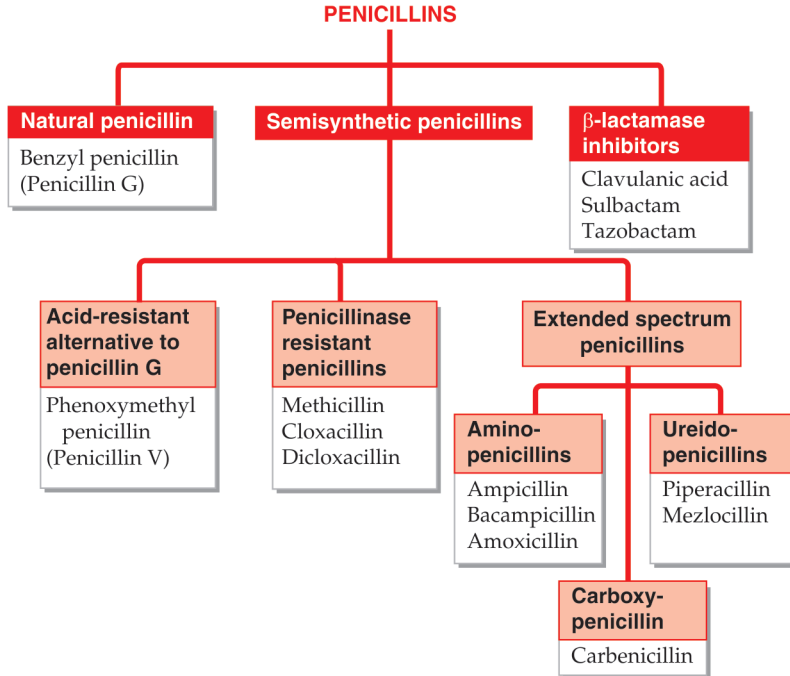 PENICILLINS
Natural penicillin
Benzyl penicillin
(Penicillin G)
Semisynthetic penicillins
β-lactamase
inhibitors
Clavulanic acid
Sulbactam
Tazobactam
Acid-resistant
alternative to
penicillin G
Phenoxymethyl
penicillin
(Penicillin V)
Penicillinase
resistant
penicillins
Methicillin
Cloxacillin
Dicloxacillin
Extended spectrum
penicillins
Amino-
penicillins
Ampicillin
Bacampicillin
Amoxicillin
Ureido-
penicillins
Piperacillin
Mezlocillin
Carboxy-
penicillin
Carbenicillin